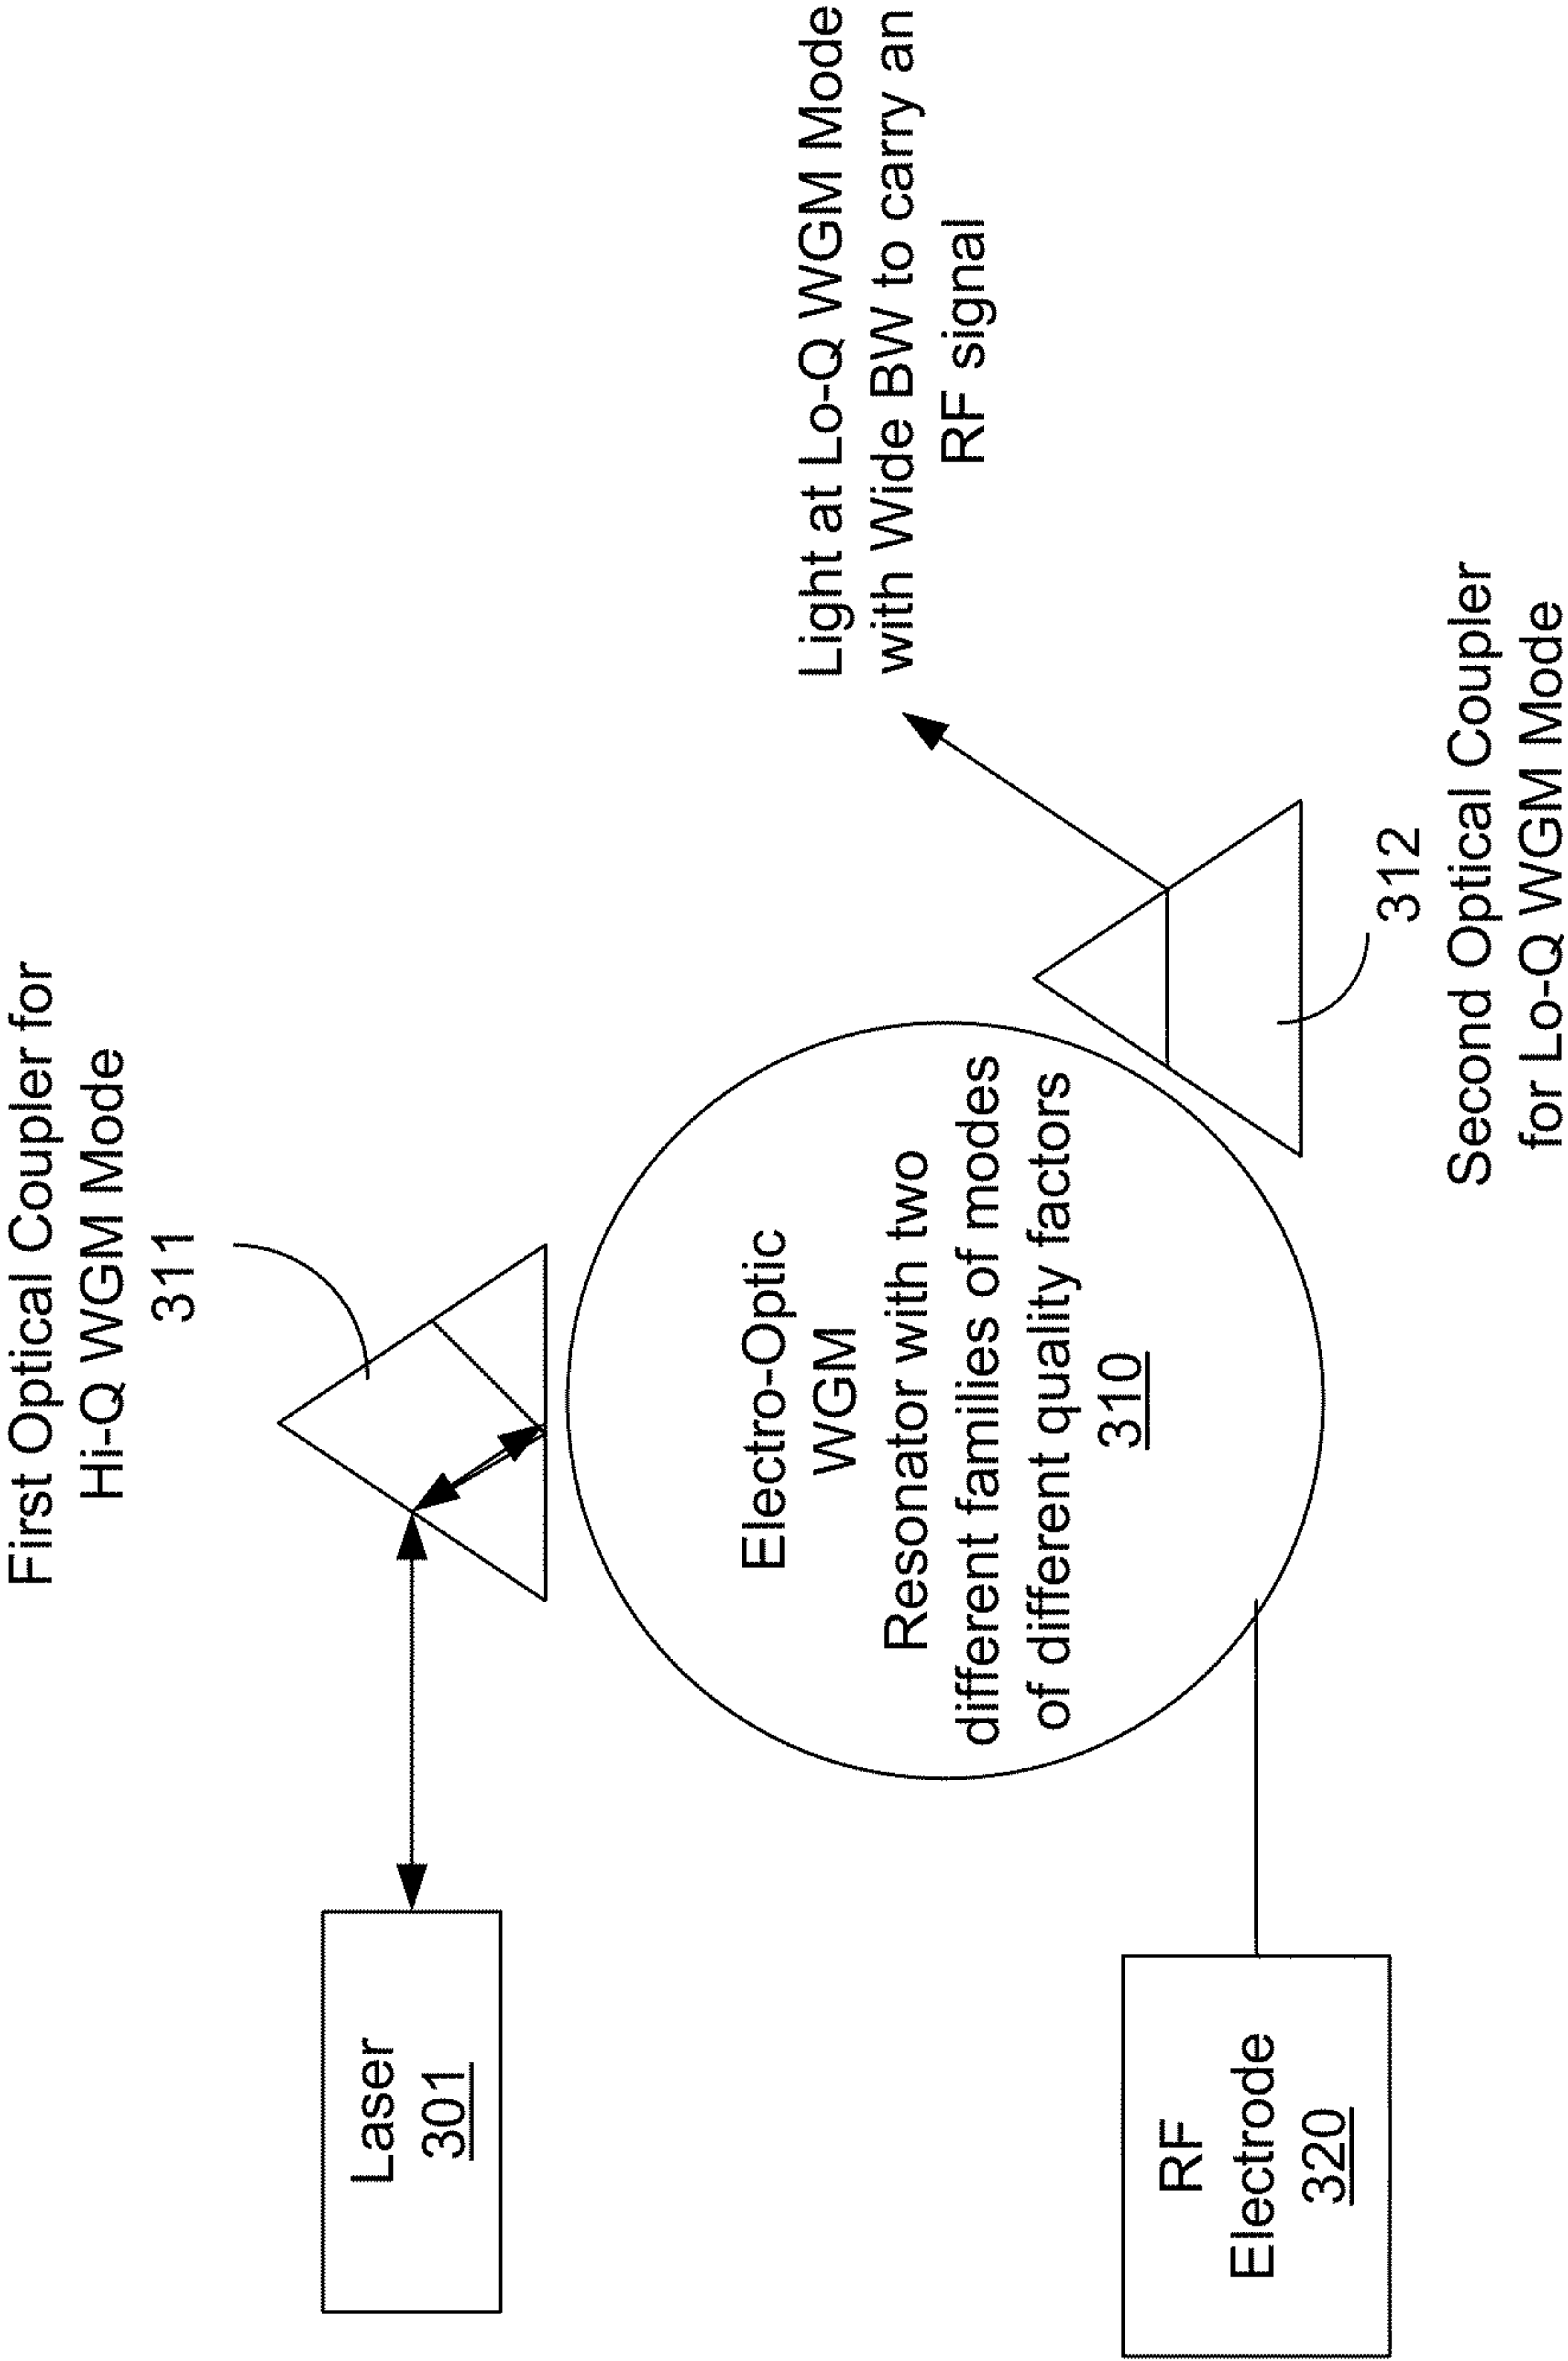 First Optical Coupler for
Hi-Q WGM Mode
311
Laser
301
Electro-Optic
WGM
Resonator with two
different families of modes
of different quality factors
310
Light at Lo-Q WGM Mode
with Wide BW to carry an
RF signal
RF
Electrode
320
312
Second Optical Coupler
for Lo-Q WGM Mode